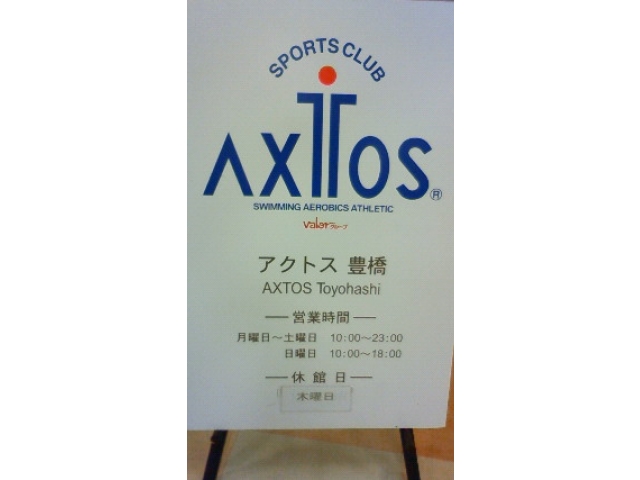 SPORTS CLUB
AXTOS®
SWIMMING AEROBICS ATHLETIC
Valorグループ
アクトス 豊橋
AXTOS Toyohashi
営業時間
月曜日〜土曜日 10:00〜23:00
日曜日 10:00〜18:00
休館日
木曜日